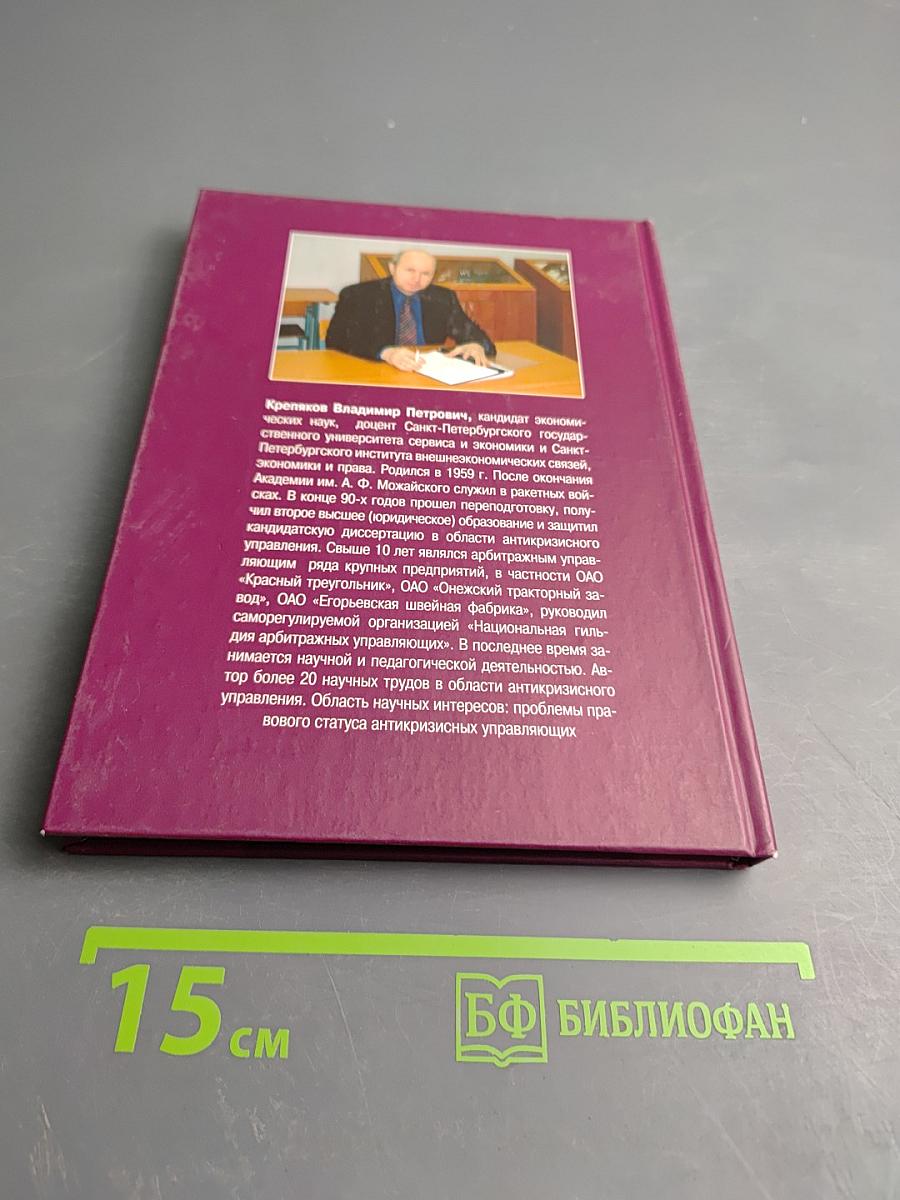 Крепяков Владимир Петрович, кандидат экономи-
ческих наук, доцент Санкт-Петербургского государ-
ственного университета сервиса и экономики и Санкт-
Петербургского института внешнеэкономических связей,
экономики и права. Родился в 1959 г. После окончания
Академии им. А. Ф. Можайского служил в ракетных вой-
сках. В конце 90-х годов прошел переподготовку, полу-
чил второе высшее (юридическое) образование и защитил
кандидатскую диссертацию в области антикризисного
управления. Свыше 10 лет являлся арбитражным управ-
ляющим ряда крупных предприятий, в частности ОАО
«Красный треугольник», ОАО «Онежский тракторный за-
вод», ОАО «Егорьевская швейная фабрика», руководил
саморегулируемой организацией «Национальная гиль-
дия арбитражных управляющих». В последнее время за-
нимается научной и педагогической деятельностью. Ав-
тор более 20 научных трудов в области антикризисного
управления. Область научных интересов: проблемы пра-
вового статуса антикризисных управляющих
15 см
БФ БИБЛИОФАН